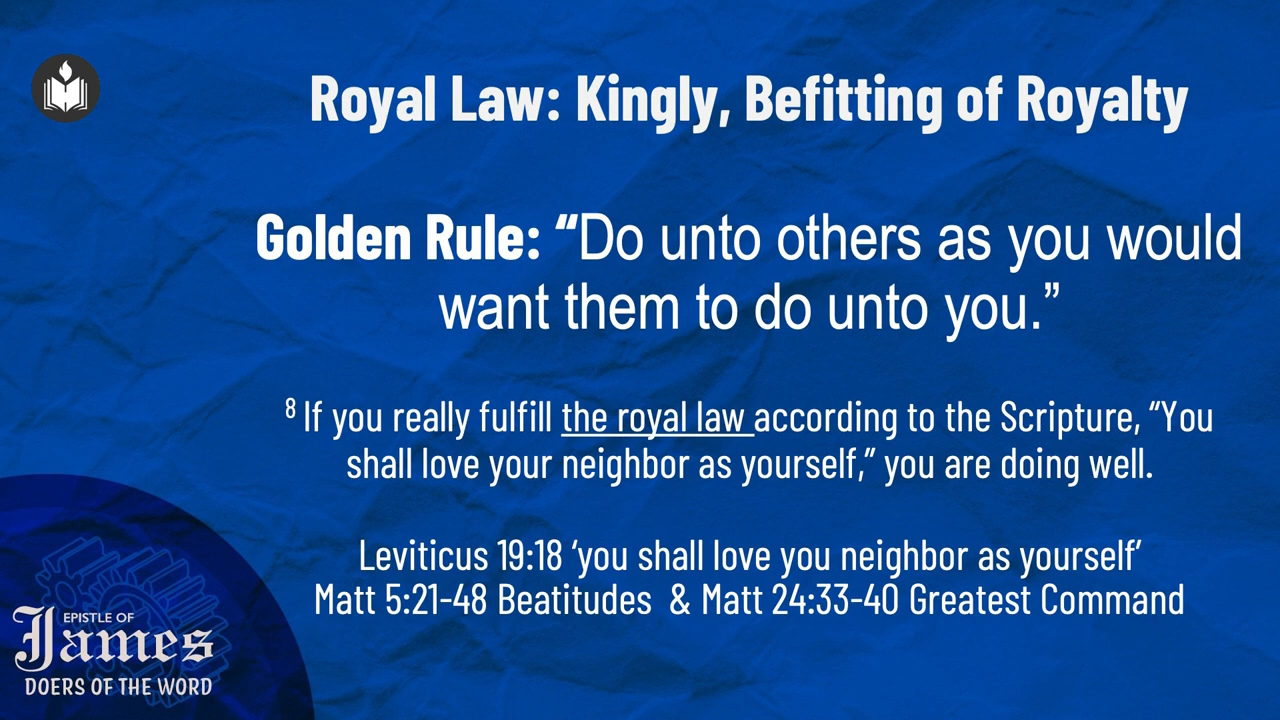 Royal Law: Kingly, Befitting of Royalty
Golden Rule: “Do unto others as you would
want them to do unto you.”
8 If you really fulfill the royal law according to the Scripture, “You
shall love your neighbor as yourself,” you are doing well.
Leviticus 19:18 ‘you shall love you neighbor as yourself’
Matt 5:21-48 Beatitudes & Matt 24:33-40 Greatest Command
EPISTLE OF
James
DOERS OF THE WORD